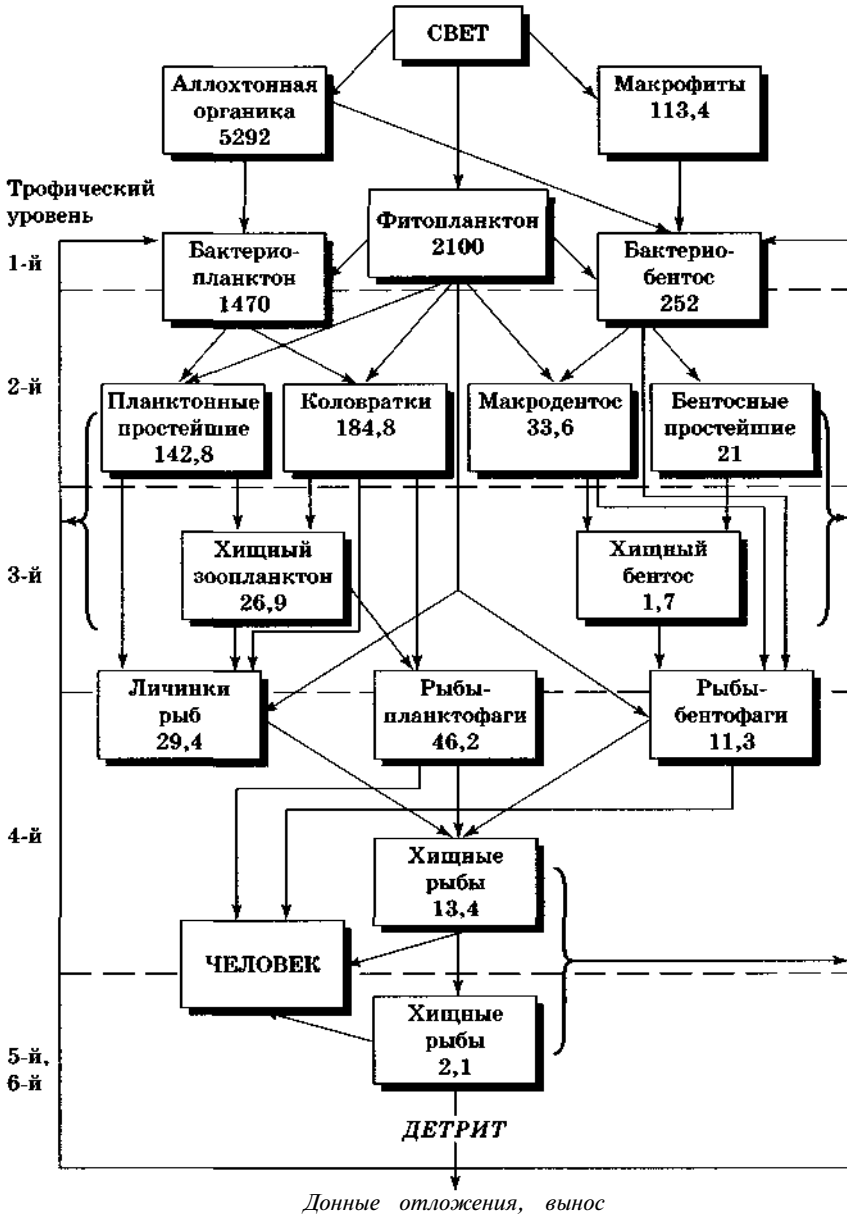 СВЕТ
Аллохтонная
органика
5292
Макрофиты
113,4
Трофический
уровень
Фитопланктон
2100
1-й
Бактерио-
планктон
1470
Бактерио-
бентос
252
2-й
Планктонные
простейшие
142,8
Коловратки
184,8
Макродентос
33,6
Бентосные
простейшие
21
3-й
Хищный
зоопланктон
26,9
Хищный
бентос
1,7
Личинки
рыб
29,4
Рыбы-
планктофаги
46,2
Рыбы-
бентофаги
11,3
4-й
Хищные
рыбы
13,4
ЧЕЛОВЕК
5-й,
6-й
Хищные
рыбы
2,1
ДЕТРИТ
Донные отложения, вынос